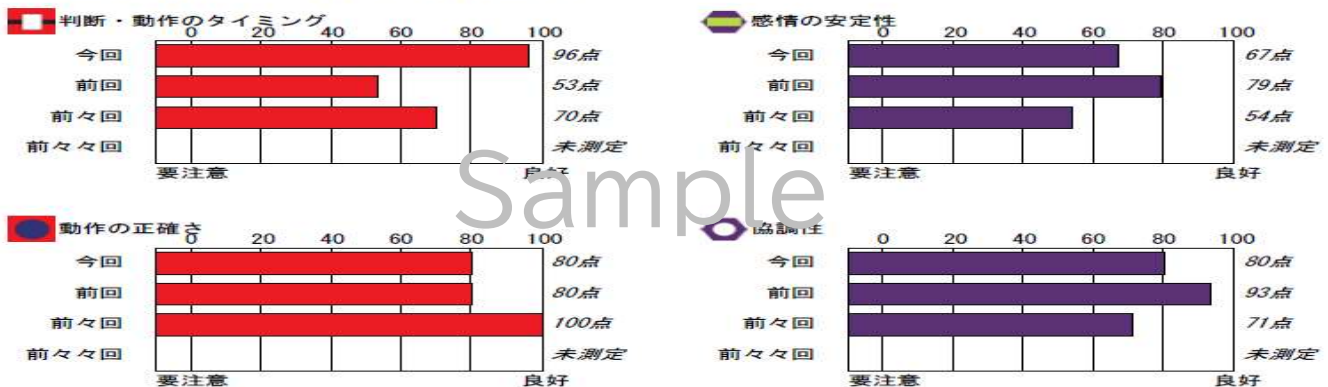 判断・動作のタイミング
0 20 40 60 80 100
今回 96点
前回 53点
前々回 70点
前々々回 未測定
要注意 良好
感情の安定性
0 20 40 60 80 100
今回 67点
前回 79点
前々回 54点
前々々回 未測定
要注意 良好
Sample
動作の正確さ
0 20 40 60 80 100
今回 80点
前回 80点
前々回 100点
前々々回 未測定
要注意 良好
協調性
0 20 40 60 80 100
今回 80点
前回 93点
前々回 71点
前々々回 未測定
要注意 良好